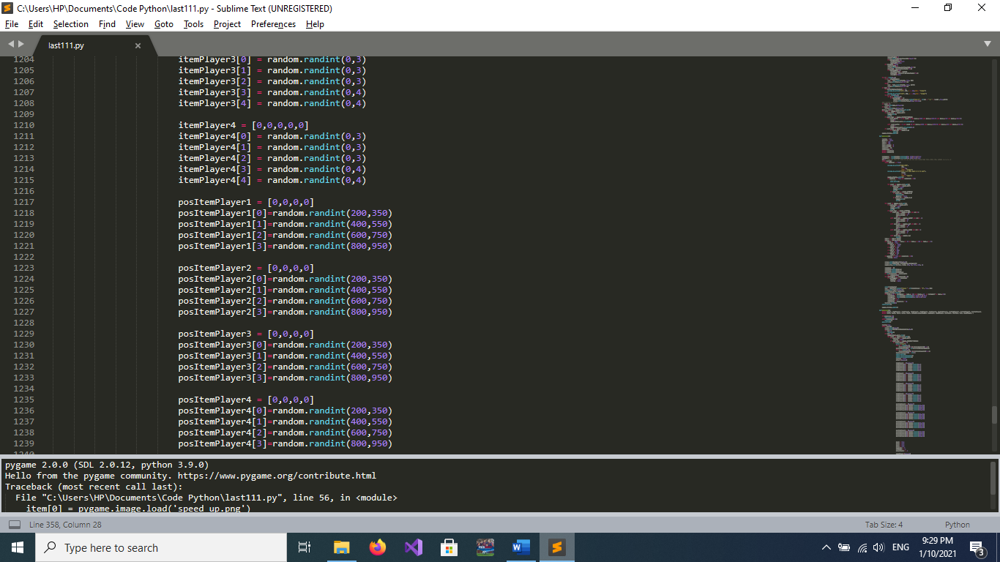 C:\Users\HP\Documents\Code Python\last111.py - Sublime Text (UNREGISTERED)
File Edit Selection Find View Goto Tools Project Preferences Help
last111.py
1204 itemPlayer3[0] = random.randint(0,3)
1205 itemPlayer3[1] = random.randint(0,3)
1206 itemPlayer3[2] = random.randint(0,3)
1207 itemPlayer3[3] = random.randint(0,4)
1208 itemPlayer3[4] = random.randint(0,4)
1209
1210 itemPlayer4 = [0,0,0,0,0]
1211 itemPlayer4[0] = random.randint(0,3)
1212 itemPlayer4[1] = random.randint(0,3)
1213 itemPlayer4[2] = random.randint(0,3)
1214 itemPlayer4[3] = random.randint(0,4)
1215 itemPlayer4[4] = random.randint(0,4)
1216
1217 posItemPlayer1 = [0,0,0,0]
1218 posItemPlayer1[0]=random.randint(200,350)
1219 posItemPlayer1[1]=random.randint(400,550)
1220 posItemPlayer1[2]=random.randint(600,750)
1221 posItemPlayer1[3]=random.randint(800,950)
1222
1223 posItemPlayer2 = [0,0,0,0]
1224 posItemPlayer2[0]=random.randint(200,350)
1225 posItemPlayer2[1]=random.randint(400,550)
1226 posItemPlayer2[2]=random.randint(600,750)
1227 posItemPlayer2[3]=random.randint(800,950)
1228
1229 posItemPlayer3 = [0,0,0,0]
1230 posItemPlayer3[0]=random.randint(200,350)
1231 posItemPlayer3[1]=random.randint(400,550)
1232 posItemPlayer3[2]=random.randint(600,750)
1233 posItemPlayer3[3]=random.randint(800,950)
1234
1235 posItemPlayer4 = [0,0,0,0]
1236 posItemPlayer4[0]=random.randint(200,350)
1237 posItemPlayer4[1]=random.randint(400,550)
1238 posItemPlayer4[2]=random.randint(600,750)
1239 posItemPlayer4[3]=random.randint(800,950)
1240
pygame 2.0.0 (SDL 2.0.12, python 3.9.0)
Hello from the pygame community. https://www.pygame.org/contribute.html
Traceback (most recent call last):
File "C:\Users\HP\Documents\Code Python\last111.py", line 56, in <module>
item[0] = pygame.image.load('speed up.png')
Line 358, Column 28 Tab Size: 4 Python
Type here to search
ENG
9:29 PM
1/10/2021
3